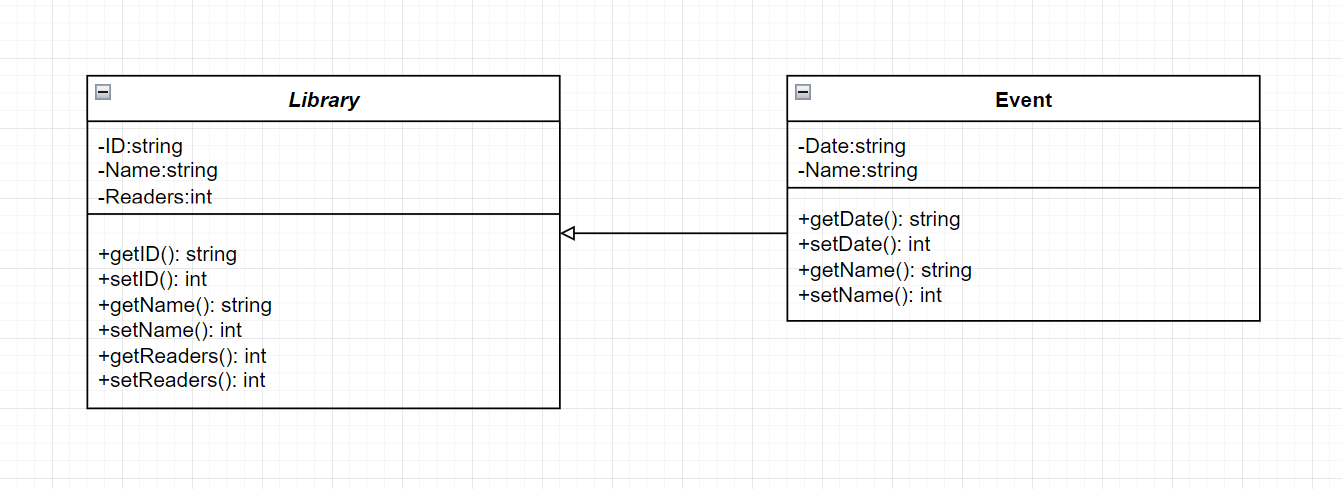 Library
-ID:string
-Name:string
-Readers:int
+getID(): string
+setID(): int
+getName(): string
+setName(): int
+getReaders(): int
+setReaders(): int
Event
-Date:string
-Name:string
+getDate(): string
+setDate(): int
+getName(): string
+setName(): int